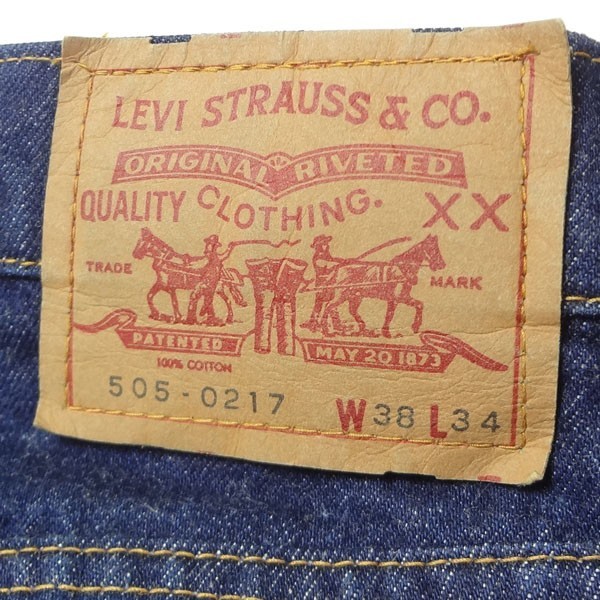 LEVI STRAUSS & CO.
ORIGINAL RIVETED
QUALITY CLOTHING. XX
TRADE MARK
PATENTED MAY 20 1873
100% COTTON
505-0217 W38 L34